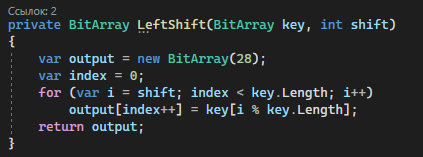 Ссылок: 2
private BitArray LeftShift(BitArray key, int shift)
{
var output = new BitArray(28);
var index = 0;
for (var i = shift; index < key.Length; i++)
output[index++] = key[i % key.Length];
return output;
}